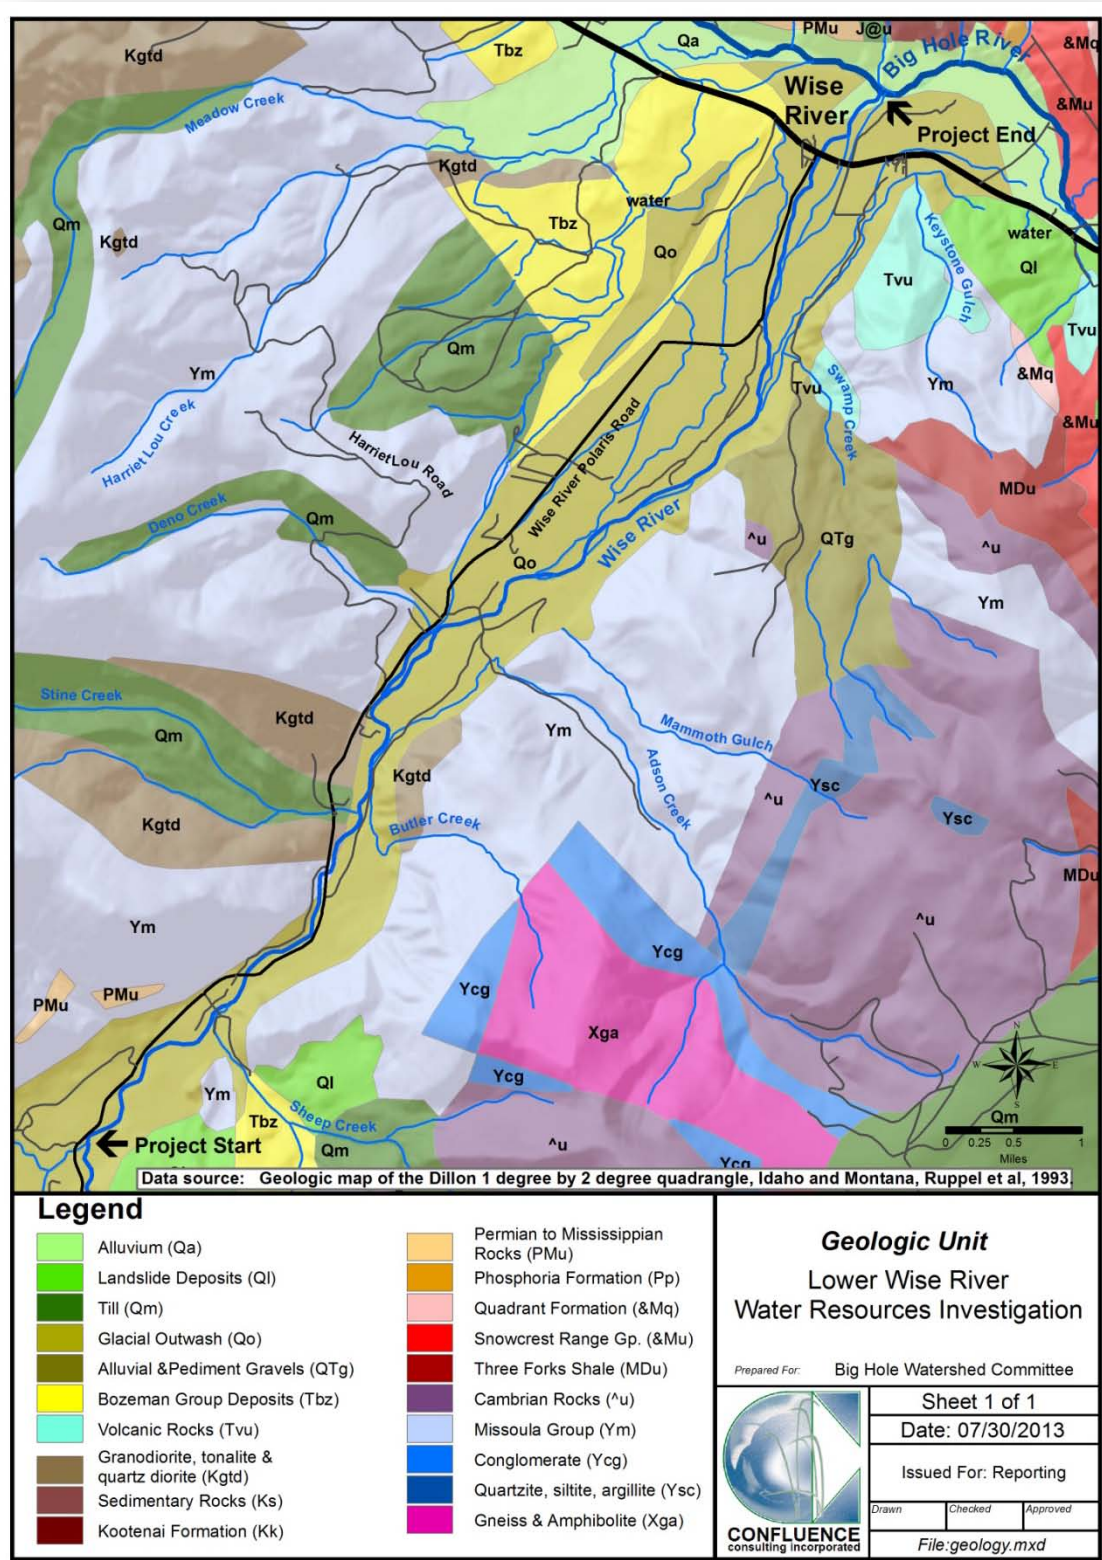 Kgtd
Tbz
Qa
PMu
J@u
Big Hole River
&Mq
Meadow Creek
Wise
River
&Mu
Project End
Kgtd
water
Qm
Kgtd
Tbz
Qo
Keystone Gulch
water
Tvu
Ql
Tvu
Qm
Ym
Tvu
Swamp Creek
Ym
&Mq
&Mu
Harriet Lou Creek
HarrietLou Road
Wise River Polaris Road
MDu
Deno Creek
Qm
Wise River
^u
QTg
^u
Qo
Ym
Stine Creek
Kgtd
Qm
Ym
Mammoth Gulch
Adson Creek
Kgtd
^u
Ysc
Ysc
Kgtd
Butler Creek
MDu
Ym
^u
Ycg
PMu
PMu
Ycg
Xga
N
W
E
S
Ycg
Ql
Ym
Tbz
Sheep Creek
Qm
0 0.25 0.5 1
Miles
Project Start
Qm
^u
Ycg
Data source: Geologic map of the Dillon 1 degree by 2 degree quadrangle, Idaho and Montana, Ruppel et al, 1993.
Legend
Alluvium (Qa)
Landslide Deposits (Ql)
Till (Qm)
Glacial Outwash (Qo)
Alluvial &Pediment Gravels (QTg)
Bozeman Group Deposits (Tbz)
Volcanic Rocks (Tvu)
Granodiorite, tonalite &
quartz diorite (Kgtd)
Sedimentary Rocks (Ks)
Kootenai Formation (Kk)
Permian to Mississippian
Rocks (PMu)
Phosphoria Formation (Pp)
Quadrant Formation (&Mq)
Snowcrest Range Gp. (&Mu)
Three Forks Shale (MDu)
Cambrian Rocks (^u)
Missoula Group (Ym)
Conglomerate (Ycg)
Quartzite, siltite, argillite (Ysc)
Gneiss & Amphibolite (Xga)
Geologic Unit
Lower Wise River
Water Resources Investigation
Prepared For: Big Hole Watershed Committee
CONFLUENCE
consulting incorporated
Sheet 1 of 1
Date: 07/30/2013
Issued For: Reporting
Drawn
Checked
Approved
File:geology.mxd